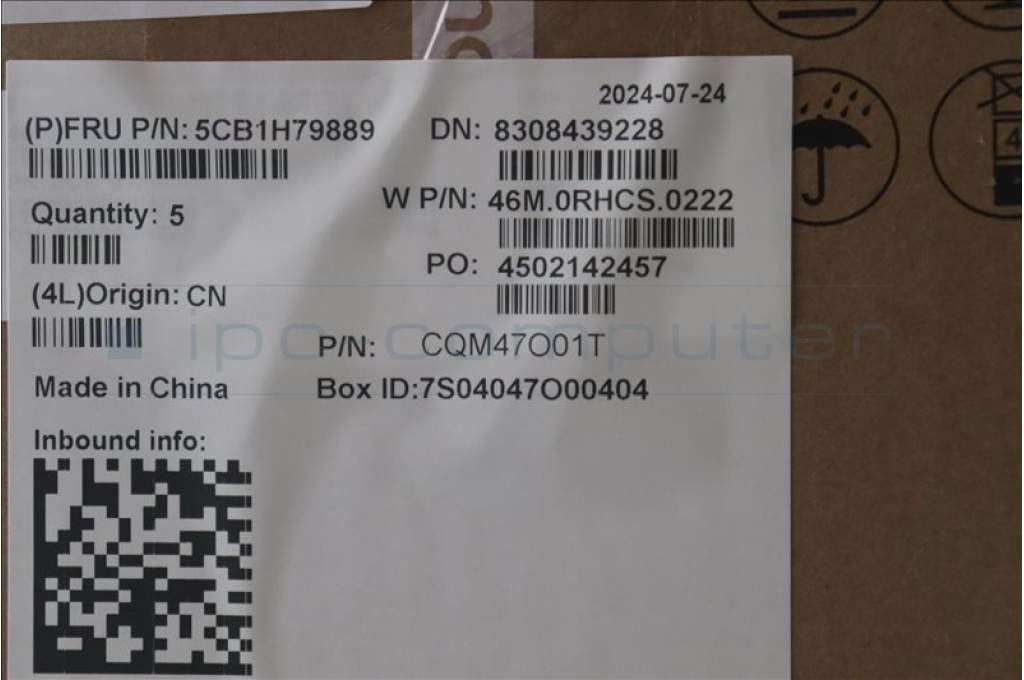 2024-07-24
(P)FRU P/N: 5CB1H79889
DN: 8308439228
W P/N: 46M.0RHCS.0222
Quantity: 5
PO: 4502142457
(4L)Origin: CN
ipc computer
P/N: CQM47O01T
Made in China
Box ID:7S04047O00404
Inbound info:
4